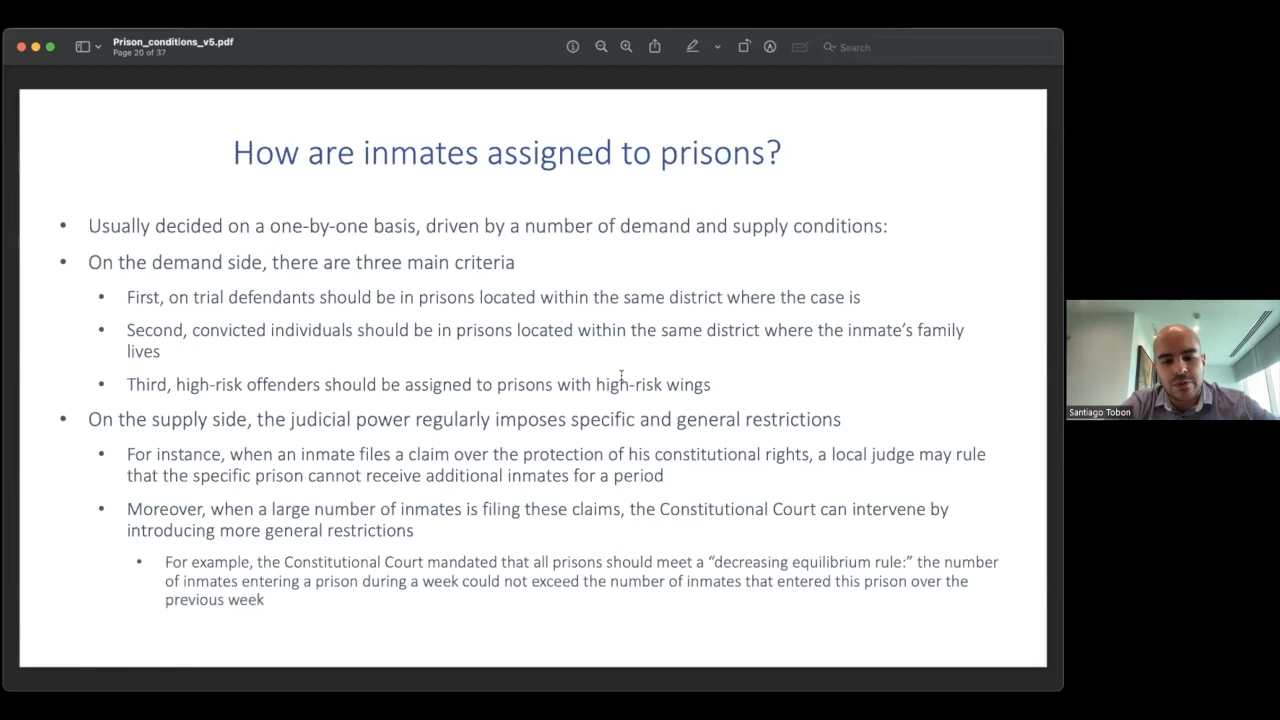 Prison_conditions_v5.pdf
Page 20 of 37
Search
How are inmates assigned to prisons?
• Usually decided on a one-by-one basis, driven by a number of demand and supply conditions:
• On the demand side, there are three main criteria
• First, on trial defendants should be in prisons located within the same district where the case is
• Second, convicted individuals should be in prisons located within the same district where the inmate's family
lives
• Third, high-risk offenders should be assigned to prisons with high-risk wings
• On the supply side, the judicial power regularly imposes specific and general restrictions
• For instance, when an inmate files a claim over the protection of his constitutional rights, a local judge may rule
that the specific prison cannot receive additional inmates for a period
• Moreover, when a large number of inmates is filing these claims, the Constitutional Court can intervene by
introducing more general restrictions
• For example, the Constitutional Court mandated that all prisons should meet a “decreasing equilibrium rule:” the number
of inmates entering a prison during a week could not exceed the number of inmates that entered this prison over the
previous week
Santiago Tobon